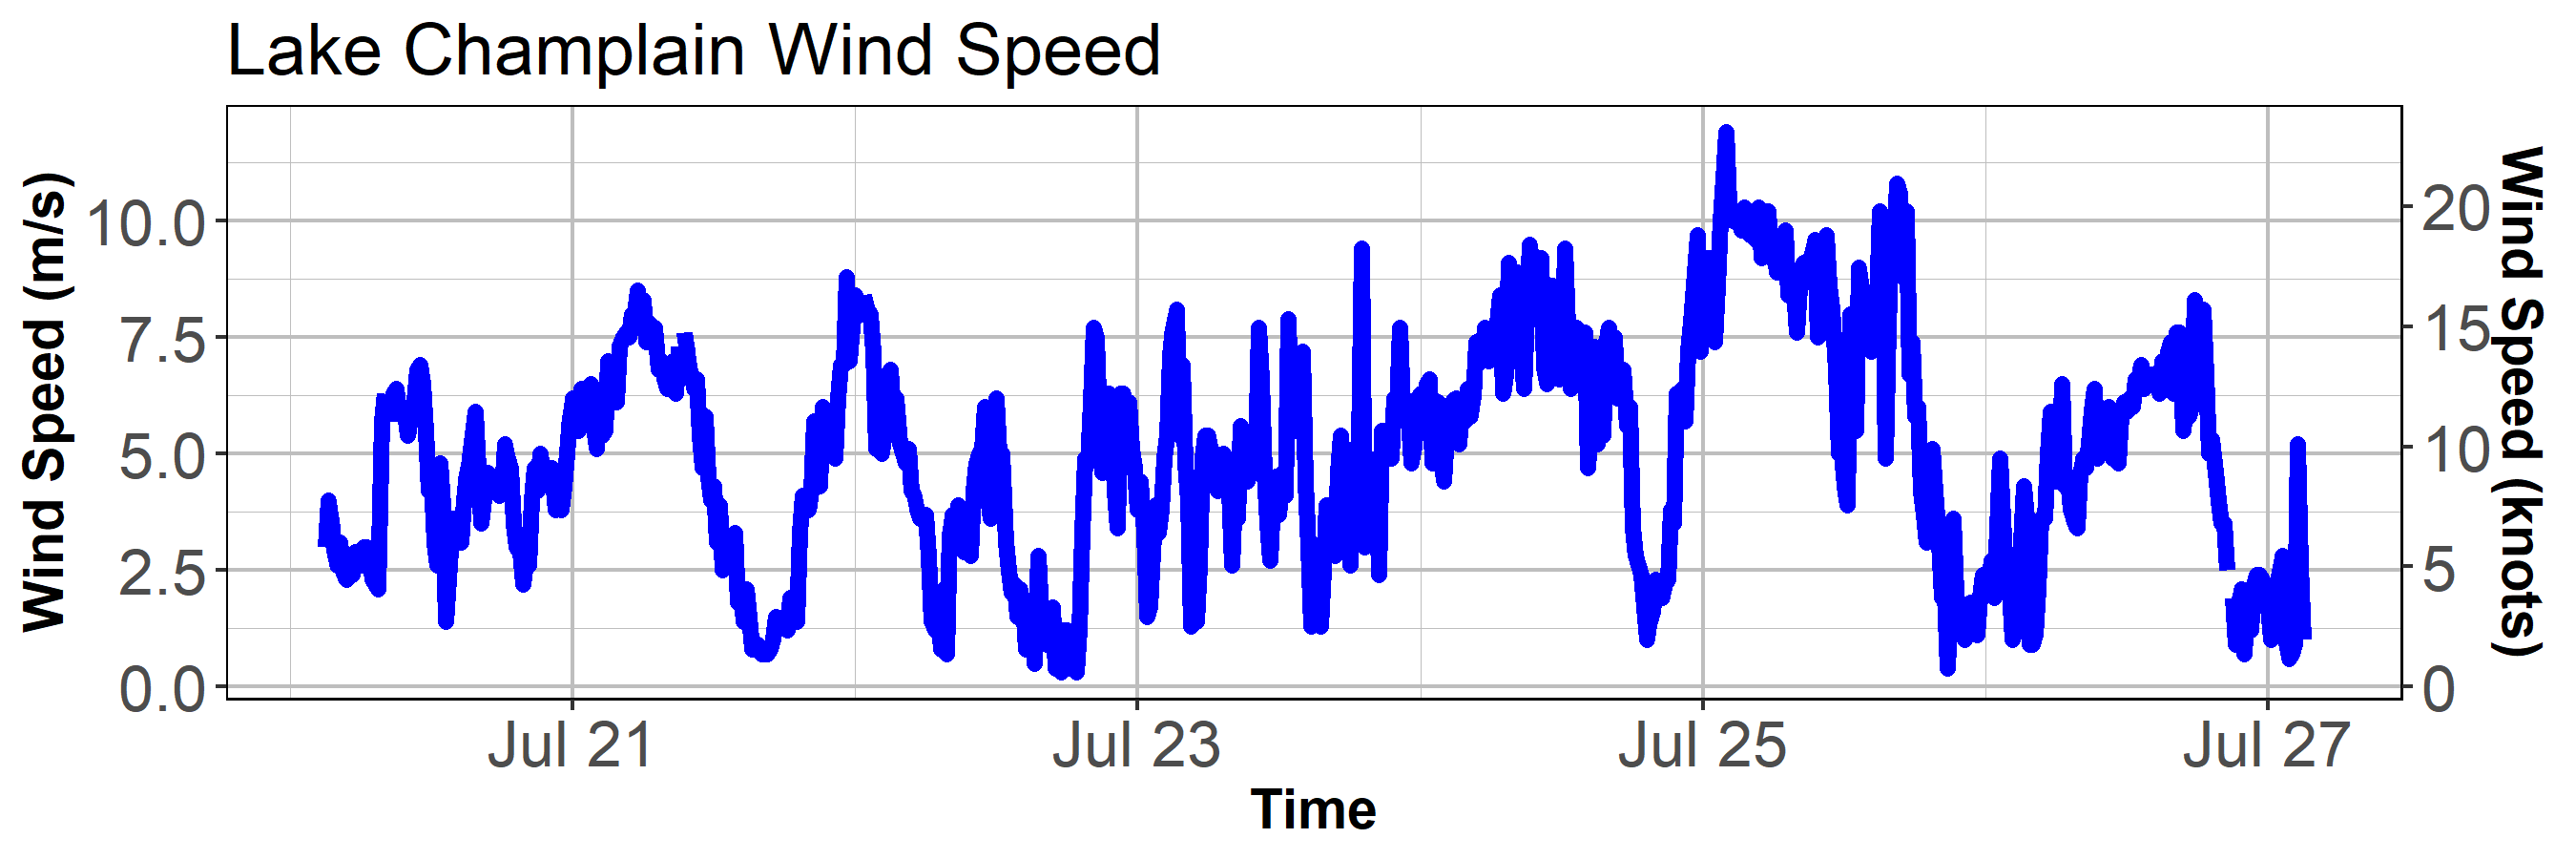 Lake Champlain Wind Speed
Wind Speed (m/s)
10.0
7.5
5.0
2.5
0.0
20
15
10
5
0
Wind Speed (knots)
Jul 21
Jul 23
Jul 25
Jul 27
Time